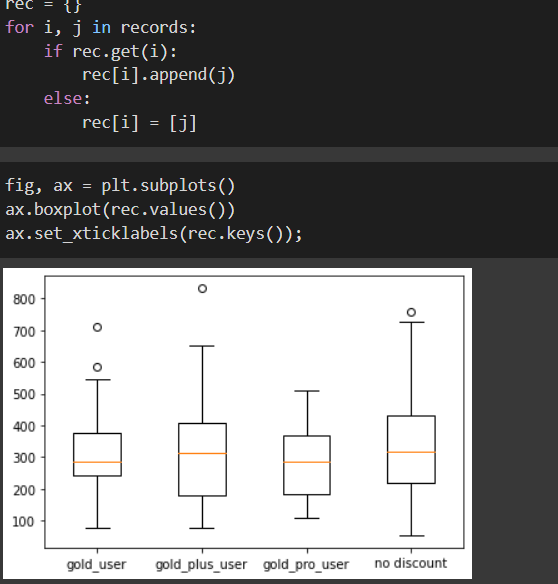 rec = {}
for i, j in records:
    if rec.get(i):
        rec[i].append(j)
    else:
        rec[i] = [j]
fig, ax = plt.subplots()
ax.boxplot(rec.values())
ax.set_xticklabels(rec.keys());
800
700
600
500
400
300
200
100
gold_user gold_plus_user gold_pro_user no discount